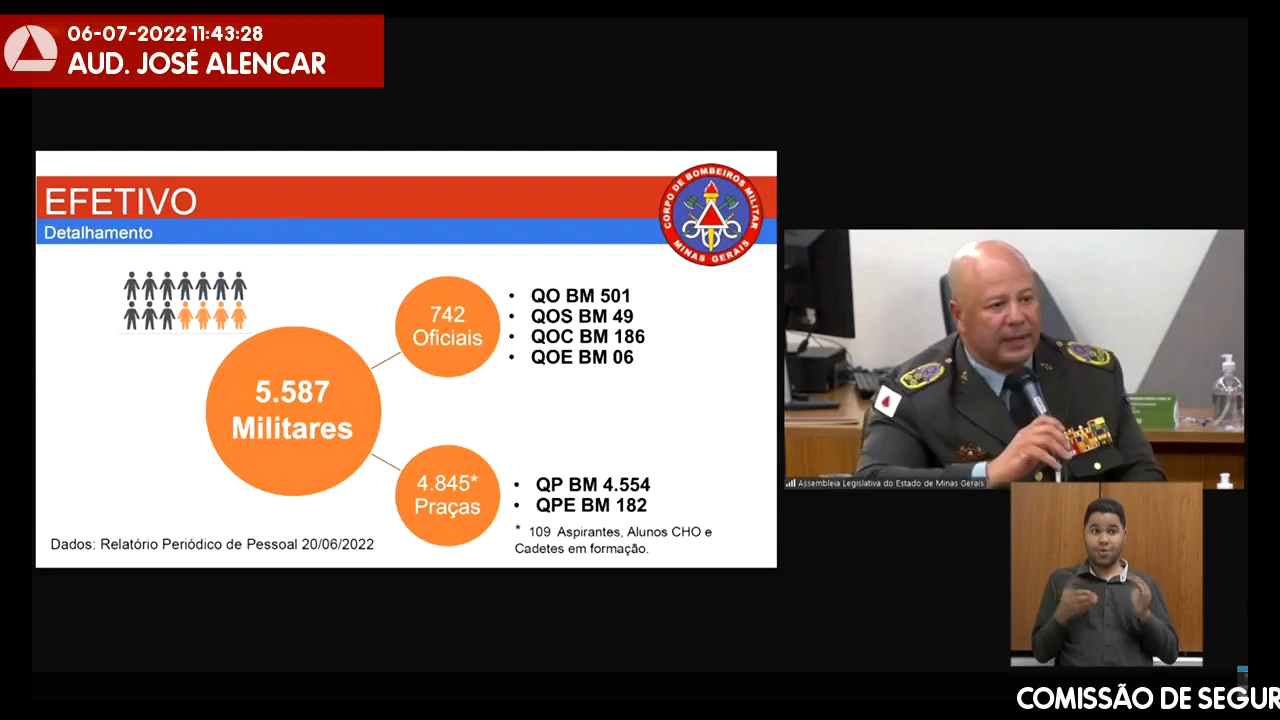 06-07-2022 11:43:28
AUD. JOSÉ ALENCAR
EFETIVO
Detalhamento
CORPO DE BOMBEIROS MILITAR
MINAS GERAIS
742
Oficiais
• QO BM 501
• QOS BM 49
• QOC BM 186
• QOE BM 06
5.587
Militares
4.845*
Praças
• QP BM 4.554
• QPE BM 182
* 109 Aspirantes, Alunos CHO e
Cadetes em formação.
Dados: Relatório Periódico de Pessoal 20/06/2022
Assembleia Legislativa do Estado de Minas Gerais
COMISSÃO DE SEGUR